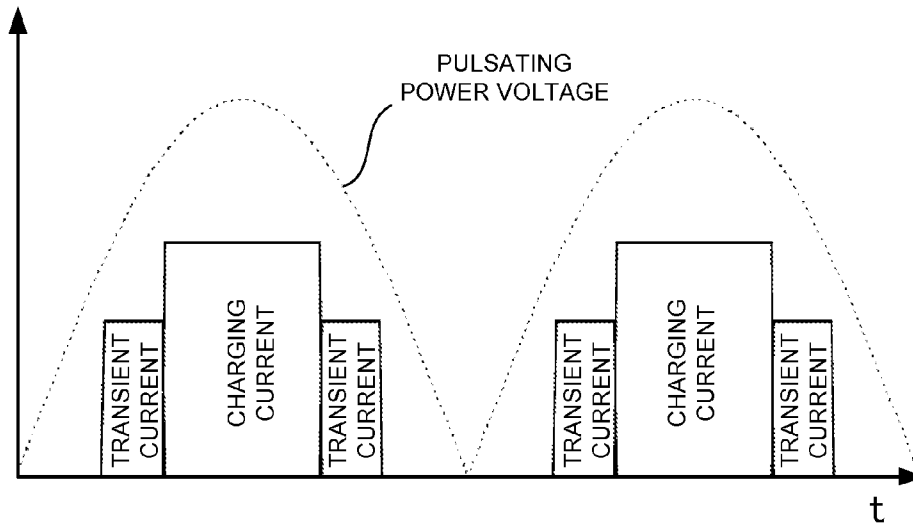 PULSATING
POWER VOLTAGE
TRANSIENT
CURRENT
CHARGING
CURRENT
TRANSIENT
CURRENT
TRANSIENT
CURRENT
CHARGING
CURRENT
TRANSIENT
CURRENT
t